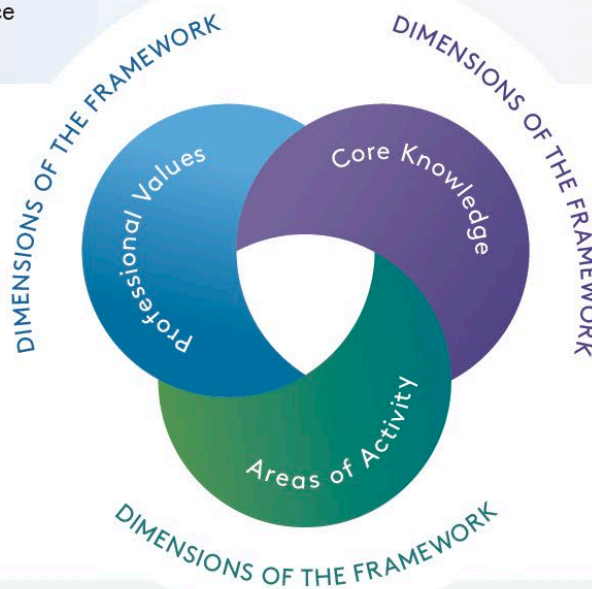 DIMENSIONS OF THE FRAMEWORK
DIMENSIONS OF THE FRAMEWORK
Professional Values
Core Knowledge
Areas of Activity
DIMENSIONS OF THE FRAMEWORK